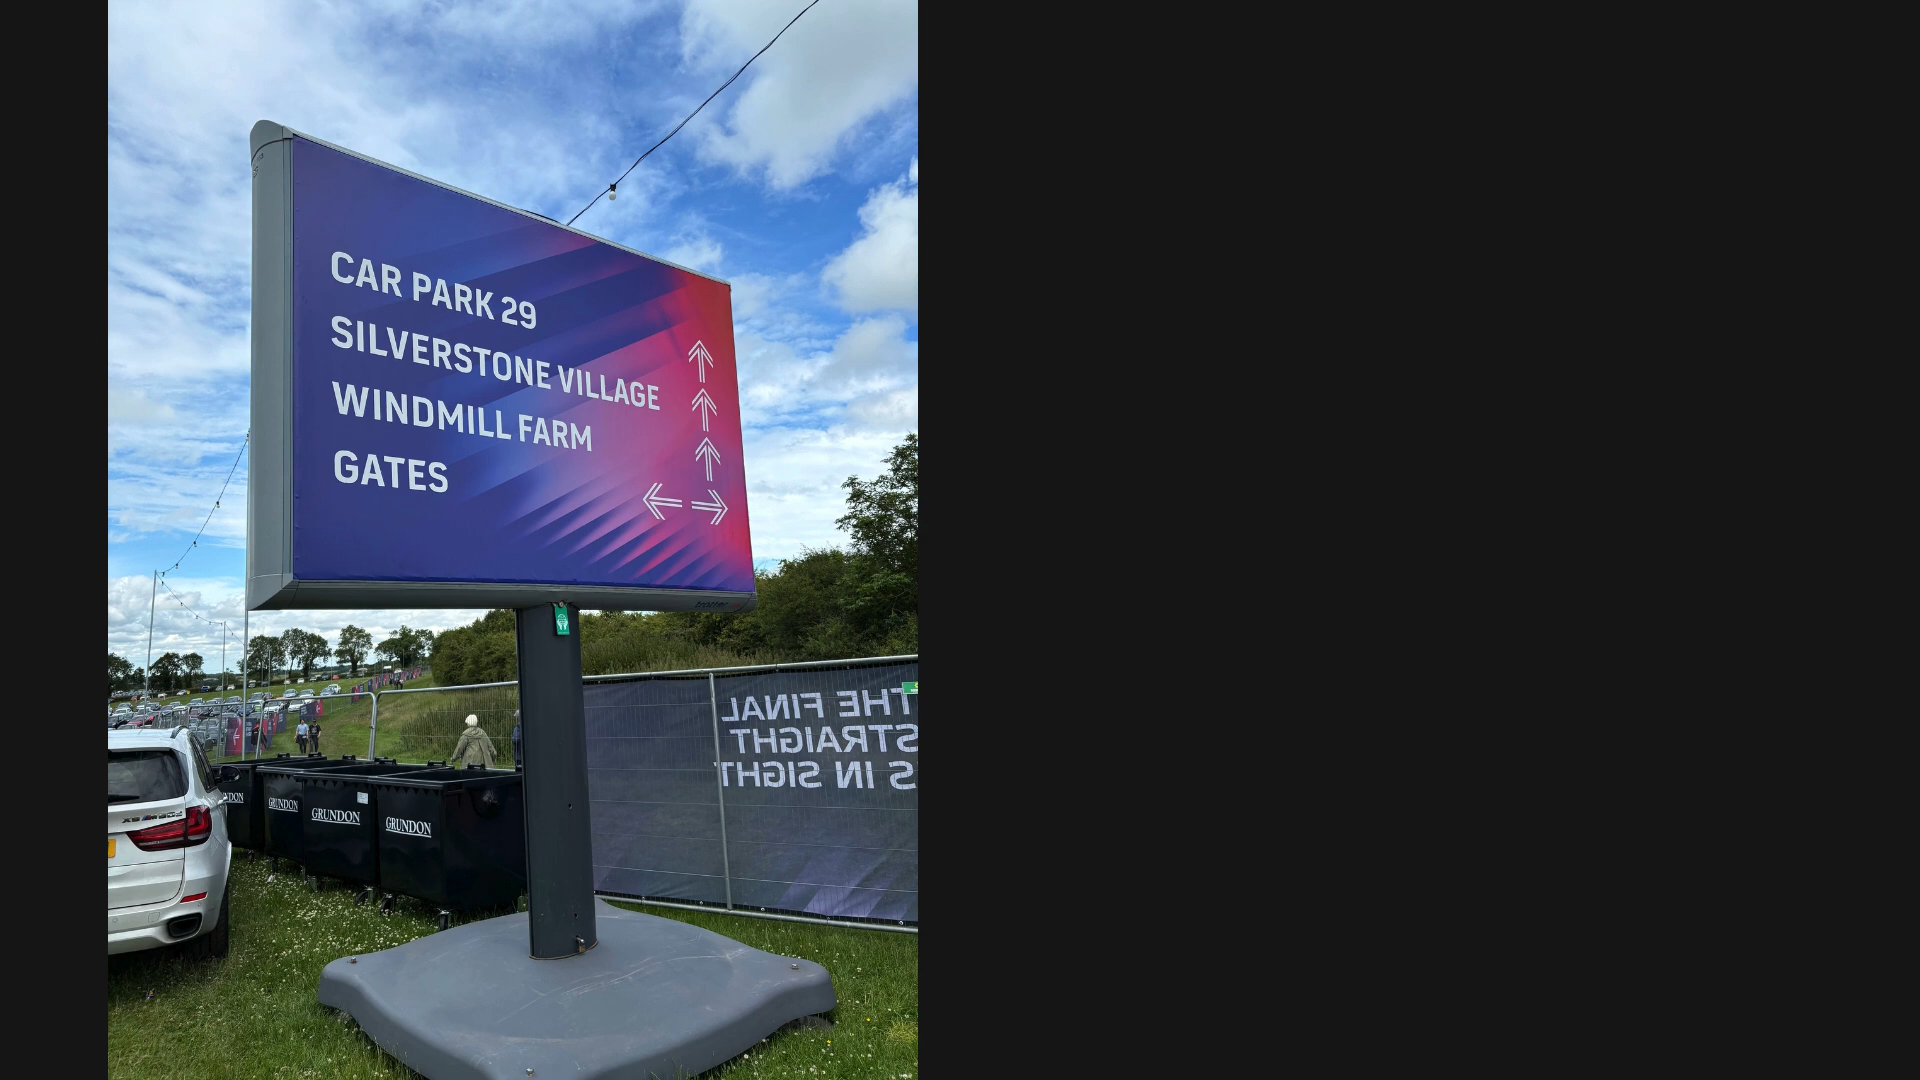 CAR PARK 29
SILVERSTONE VILLAGE
WINDMILL FARM
GATES
THE FINAL
STRAIGHT
IN SIGHT
GRUNDON
GRUNDON
GRUNDON